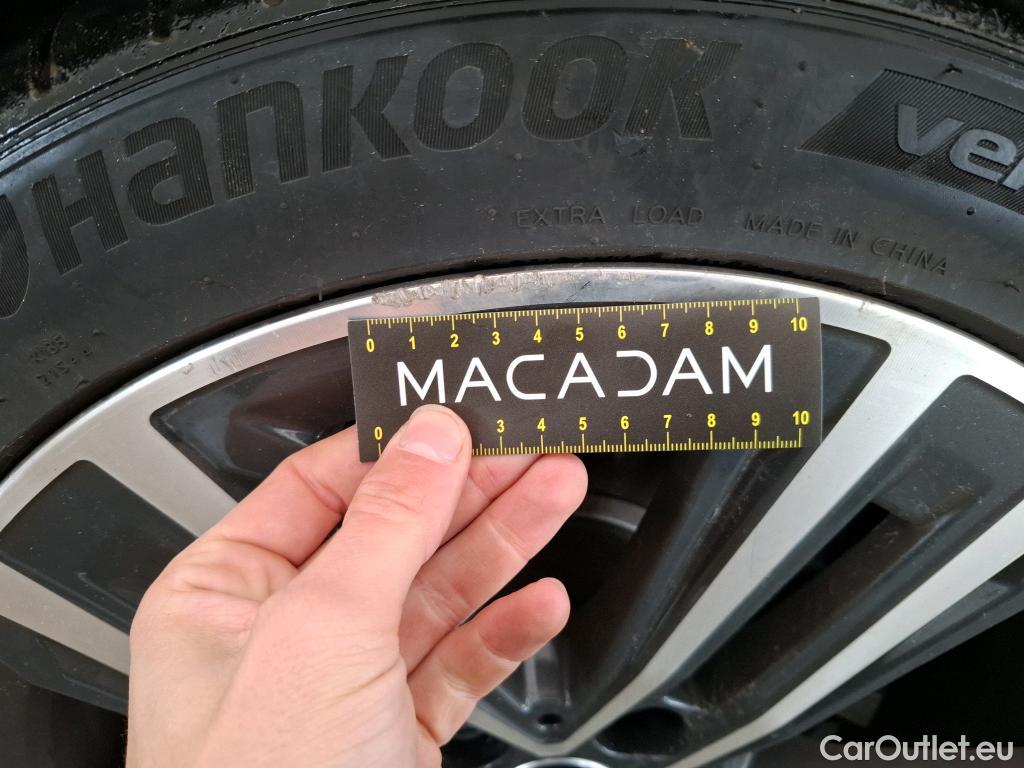 HANKOOK
EXTRA LOAD MADE IN CHINA
0 1 2 3 4 5 6 7 8 9 10
MACADAM
0 3 4 5 6 7 8 9 10
CarOutlet.eu